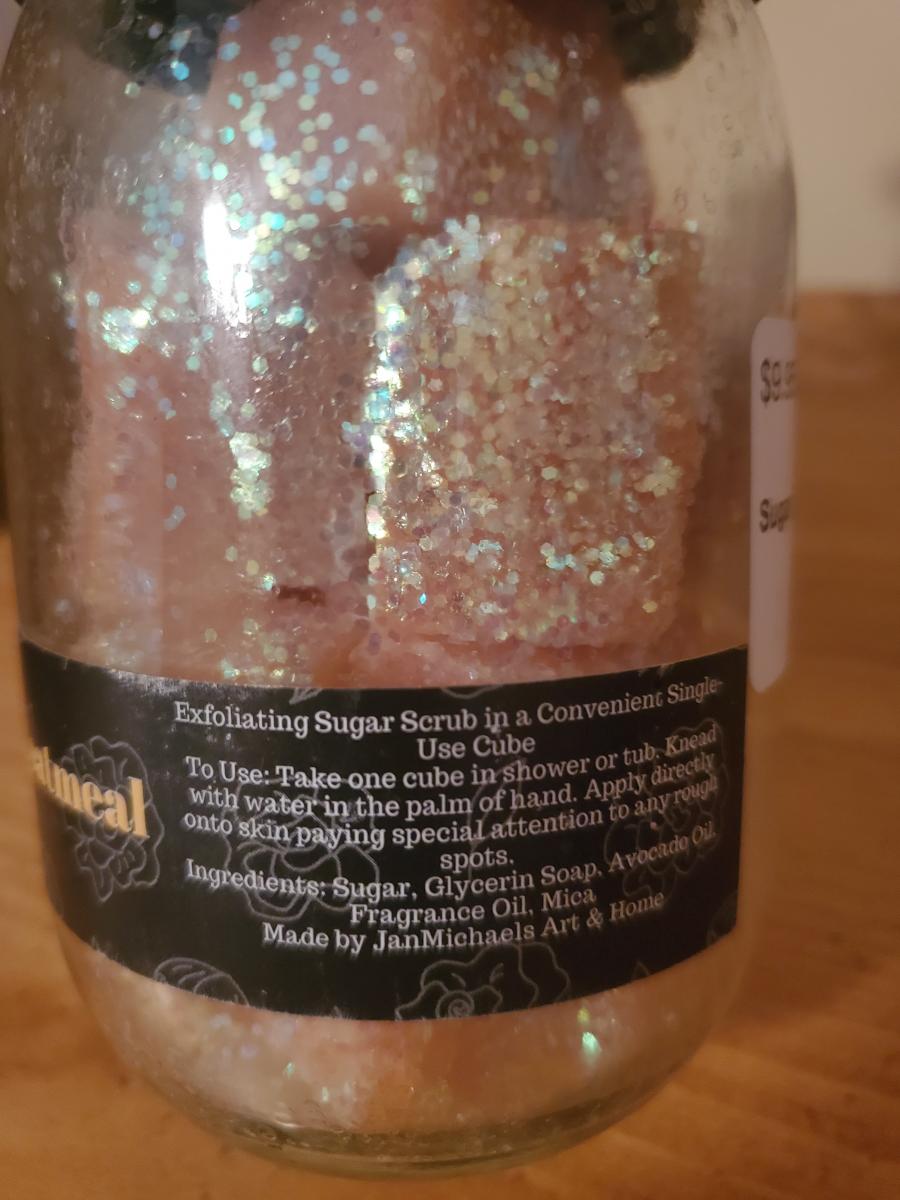 $9.
Exfoliating Sugar Scrub in a Convenient Single-
Use Cube
To Use: Take one cube in shower or tub. Knead
with water in the palm of hand. Apply directly
onto skin paying special attention to any rough
spots.
Ingredients: Sugar, Glycerin Soap, Avocado Oil,
Fragrance Oil, Mica
Made by JanMichaels Art & Home
atmeal